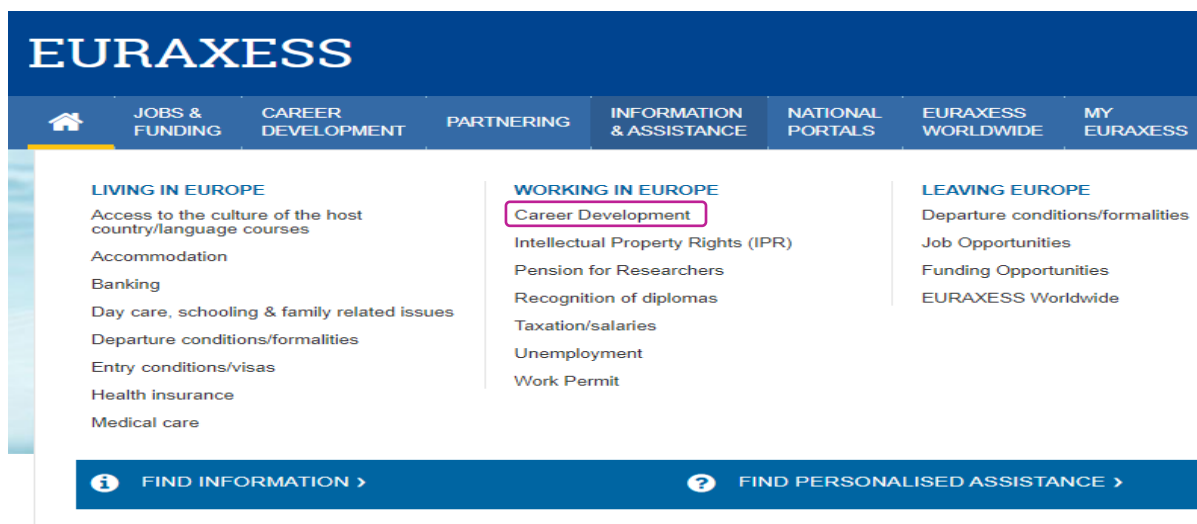 EURAXESS
JOBS &
FUNDING
CAREER
DEVELOPMENT
PARTNERING
INFORMATION
& ASSISTANCE
NATIONAL
PORTALS
EURAXESS
WORLDWIDE
MY
EURAXESS
LIVING IN EUROPE
Access to the culture of the host
country/language courses
Accommodation
Banking
Day care, schooling & family related issues
Departure conditions/formalities
Entry conditions/visas
Health insurance
Medical care
WORKING IN EUROPE
Career Development
Intellectual Property Rights (IPR)
Pension for Researchers
Recognition of diplomas
Taxation/salaries
Unemployment
Work Permit
LEAVING EUROPE
Departure conditions/formalities
Job Opportunities
Funding Opportunities
EURAXESS Worldwide
FIND INFORMATION >
FIND PERSONALISED ASSISTANCE >